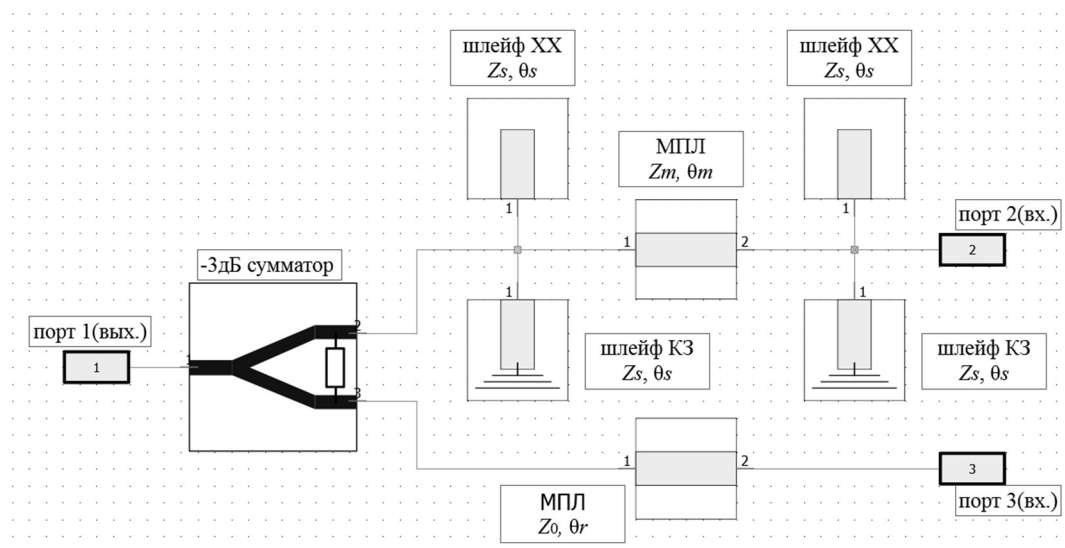 шлейф ХХ
Zs, θs
шлейф ХХ
Zs, θs
1
1
МПЛ
Zm, θm
1
2
порт 2(вх.)
2
-3дБ сумматор
1
1
шлейф КЗ
Zs, θs
шлейф КЗ
Zs, θs
порт 1(вых.)
1
1
2
3
1
2
3
порт 3(вх.)
МПЛ
Z0, θr